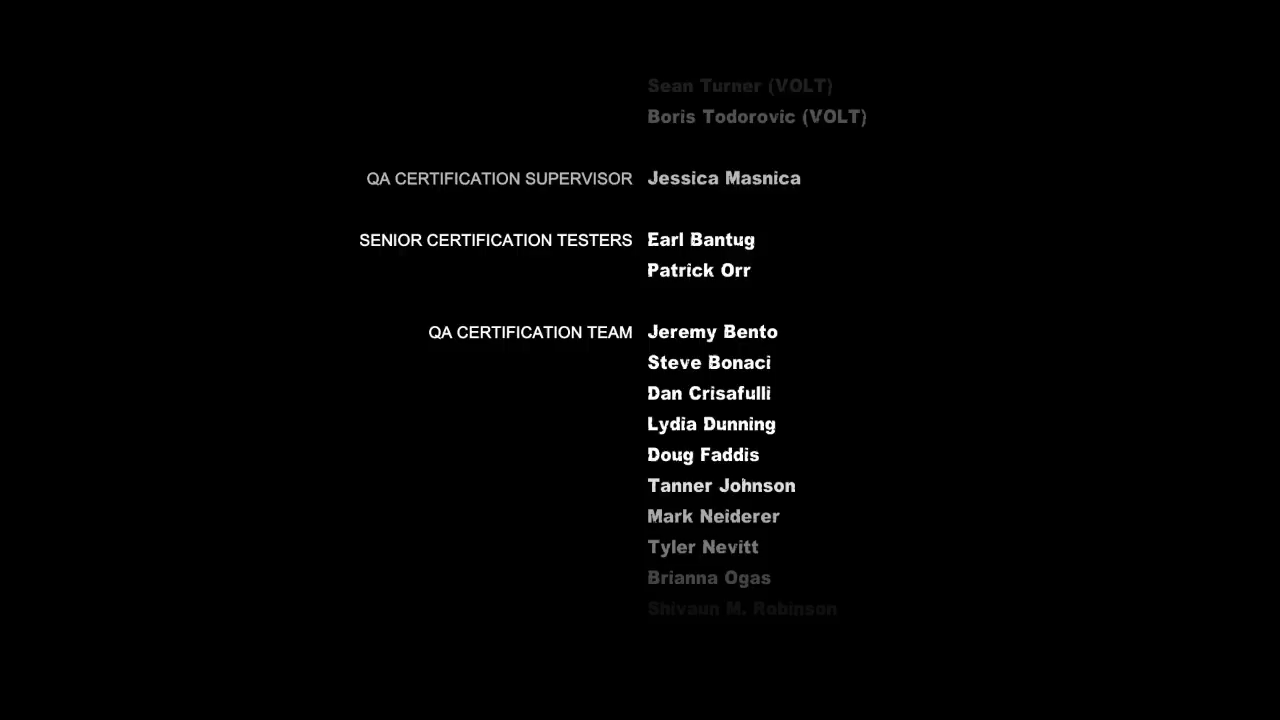 Sean Turner (VOLT)
Boris Todorovic (VOLT)
QA CERTIFICATION SUPERVISOR Jessica Masnica
SENIOR CERTIFICATION TESTERS Earl Bantug
Patrick Orr
QA CERTIFICATION TEAM Jeremy Bento
Steve Bonaci
Dan Crisafulli
Lydia Dunning
Doug Faddis
Tanner Johnson
Mark Neiderer
Tyler Nevitt
Brianna Ogas
Shivaun M. Robinson